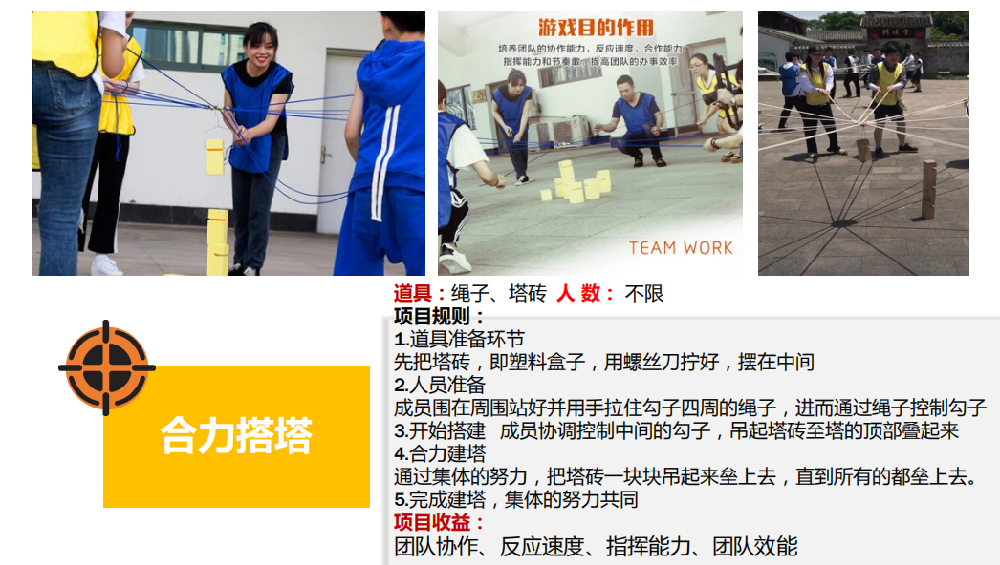 游戏目的作用
培养团队的协作能力，反应速度、合作能力
指挥能力和节奏敢，提高团队的办事效率
TEAM WORK
道具：绳子、塔砖 人 数： 不限
项目规则：
1.道具准备环节
先把塔砖，即塑料盒子，用螺丝刀拧好，摆在中间
2.人员准备
成员围在周围站好并用手拉住勾子四周的绳子，进而通过绳子控制勾子
3.开始搭建 成员协调控制中间的勾子，吊起塔砖至塔的顶部叠起来
4.合力建塔
通过集体的努力，把塔砖一块块吊起来垒上去，直到所有的都垒上去。
5.完成建塔，集体的努力共同
项目收益：
团队协作、反应速度、指挥能力、团队效能
合力搭塔